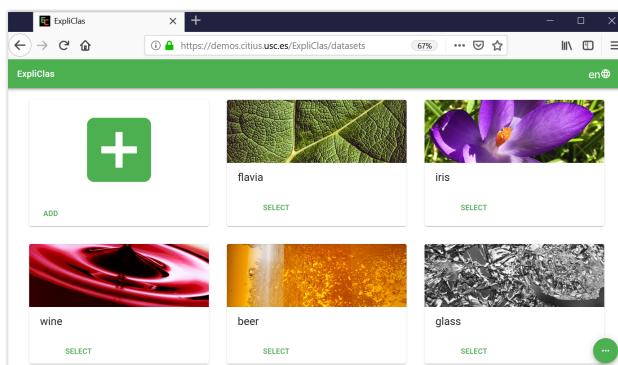 ExpliClas
https://demos.citius.usc.es/ExpliClas/datasets
67%
ExpliClas
en
flavia
iris
ADD
SELECT
SELECT
wine
beer
glass
SELECT
SELECT